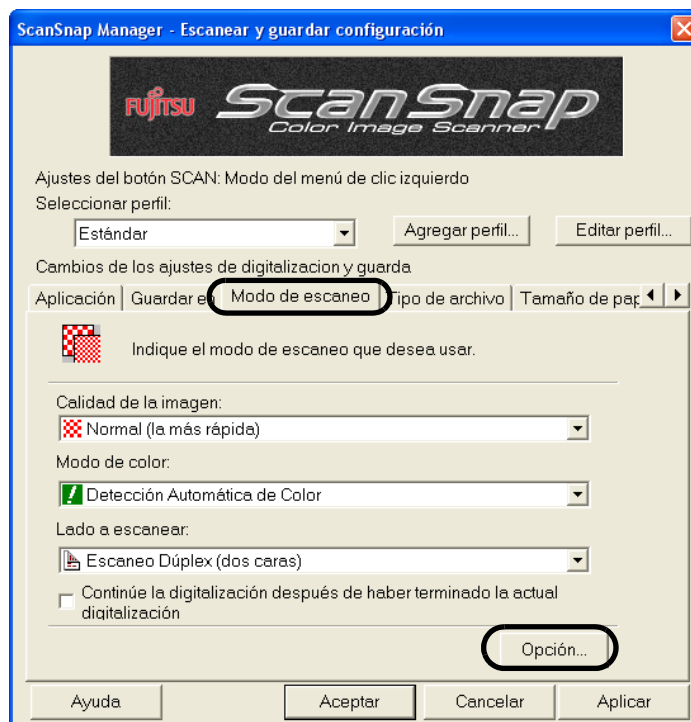 ScanSnap Manager - Escanear y guardar configuración
FUJITSU ScanSnap
Color Image Scanner
Ajustes del botón SCAN: Modo del menú de clic izquierdo
Seleccionar perfil:
Estándar Agregar perfil... Editar perfil...
Cambios de los ajustes de digitalizacion y guarda
Aplicación Guardar en Modo de escaneo Tipo de archivo Tamaño de pap
Indique el modo de escaneo que desea usar.
Calidad de la imagen:
Normal (la más rápida)
Modo de color:
Detección Automática de Color
Lado a escanear:
Escaneo Dúplex (dos caras)
Continúe la digitalización después de haber terminado la actual
digitalización
Opción...
Ayuda Aceptar Cancelar Aplicar